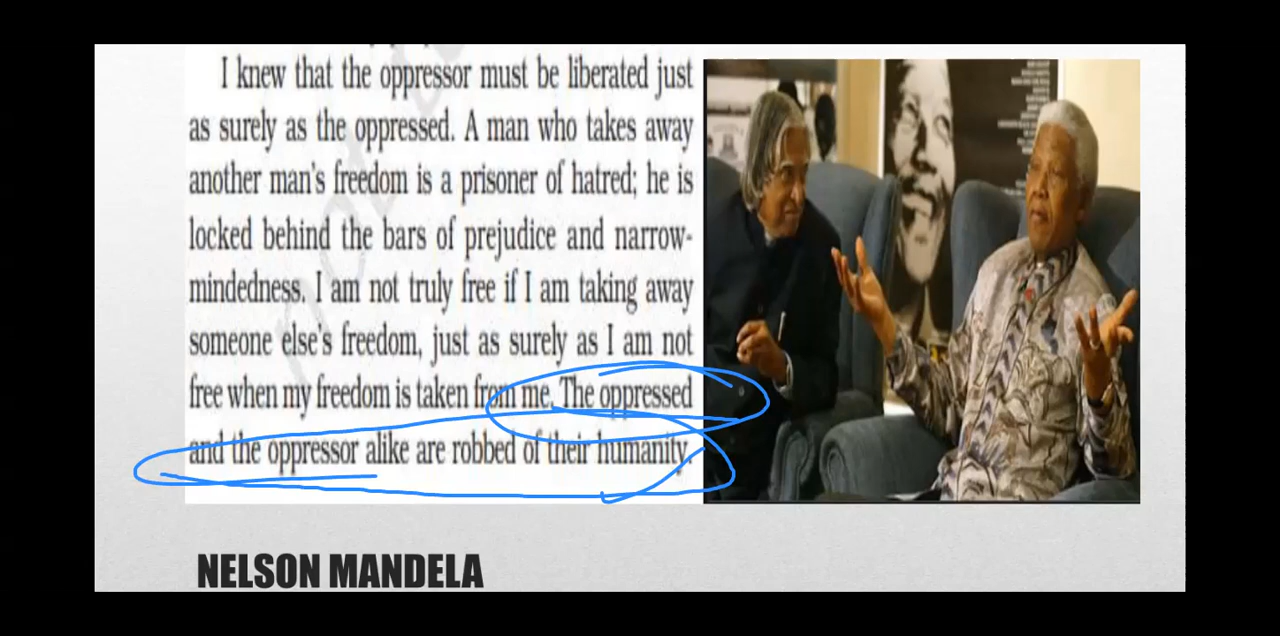 I knew that the oppressor must be liberated just
as surely as the oppressed. A man who takes away
another man's freedom is a prisoner of hatred; he is
locked behind the bars of prejudice and narrow-
mindedness. I am not truly free if I am taking away
someone else's freedom, just as surely as I am not
free when my freedom is taken from me. The oppressed
and the oppressor alike are robbed of their humanity.
NELSON MANDELA